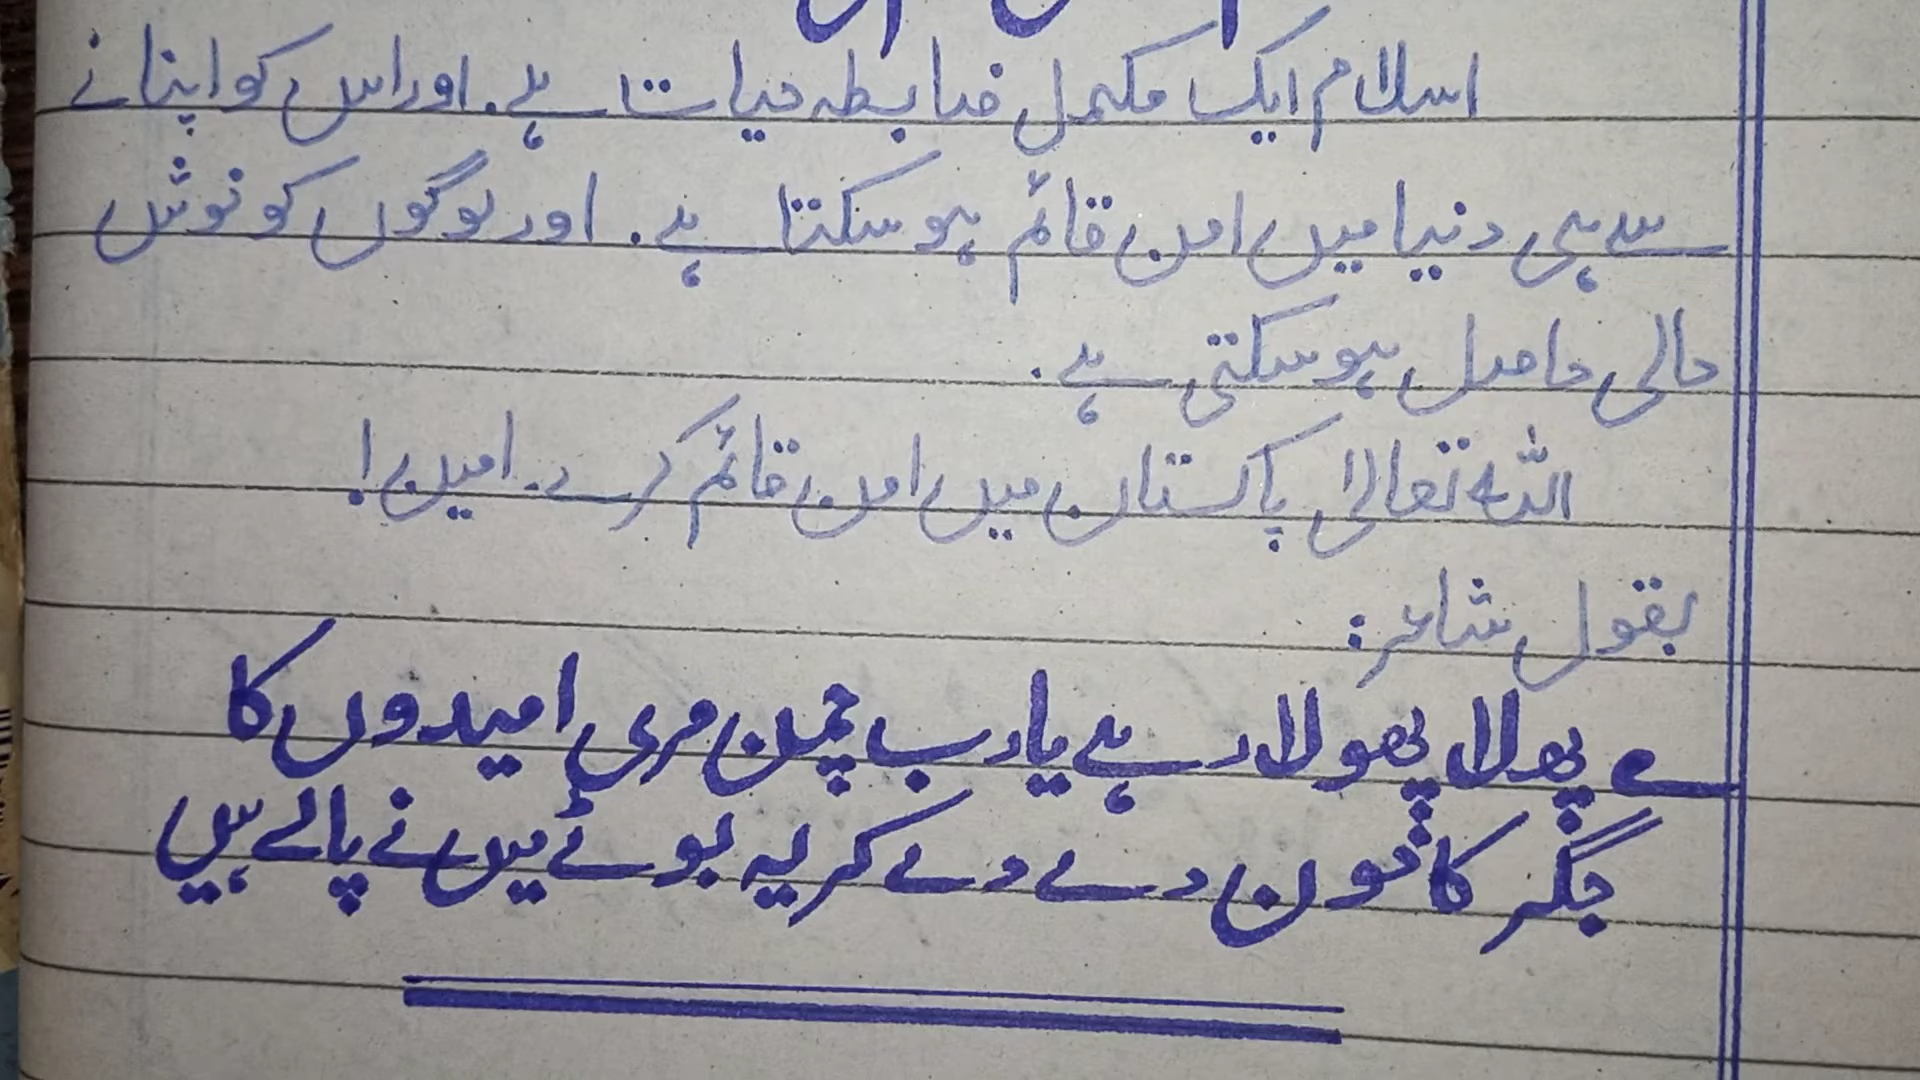 اسلام ایک مکمل ضابطہ حیات ہے۔ اور اس کو اپنانے
سے ہی دنیا میں امن قائم ہو سکتا ہے۔ اور لوگوں کو خوش
حالی حاصل ہو سکتی ہے۔
اللہ تعالیٰ پاکستان میں امن قائم کرے۔ امین!
بقول شاعر:
ے پھلا پھولا رہے یا رب چمن مری امیدوں کا
جگر کا خون دے دے کر یہ بوٹے میں نے پالے ہیں